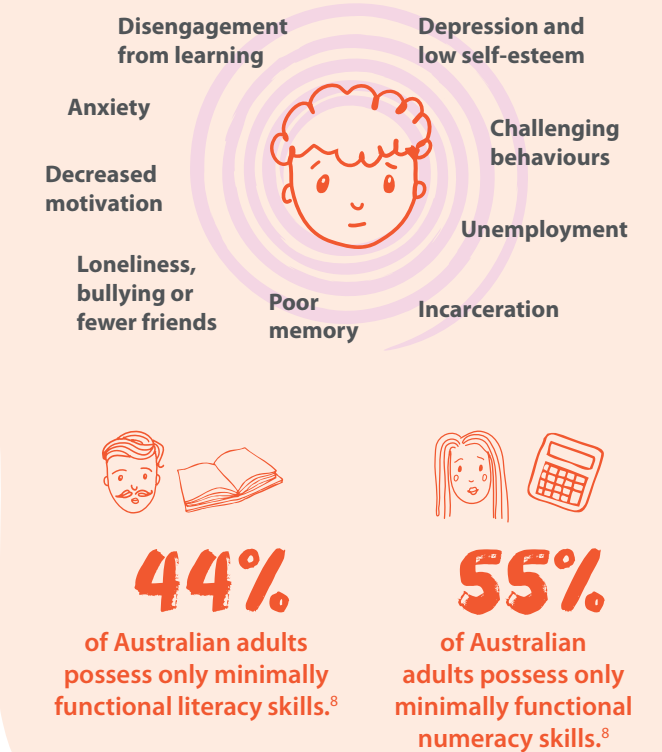 Disengagement
from learning
Depression and
low self-esteem
Anxiety
Challenging
behaviours
Decreased
motivation
Unemployment
Loneliness,
bullying or
fewer friends
Poor
memory
Incarceration
44%
of Australian adults
possess only minimally
functional literacy skills.⁸
55%
of Australian
adults possess only
minimally functional
numeracy skills.⁸